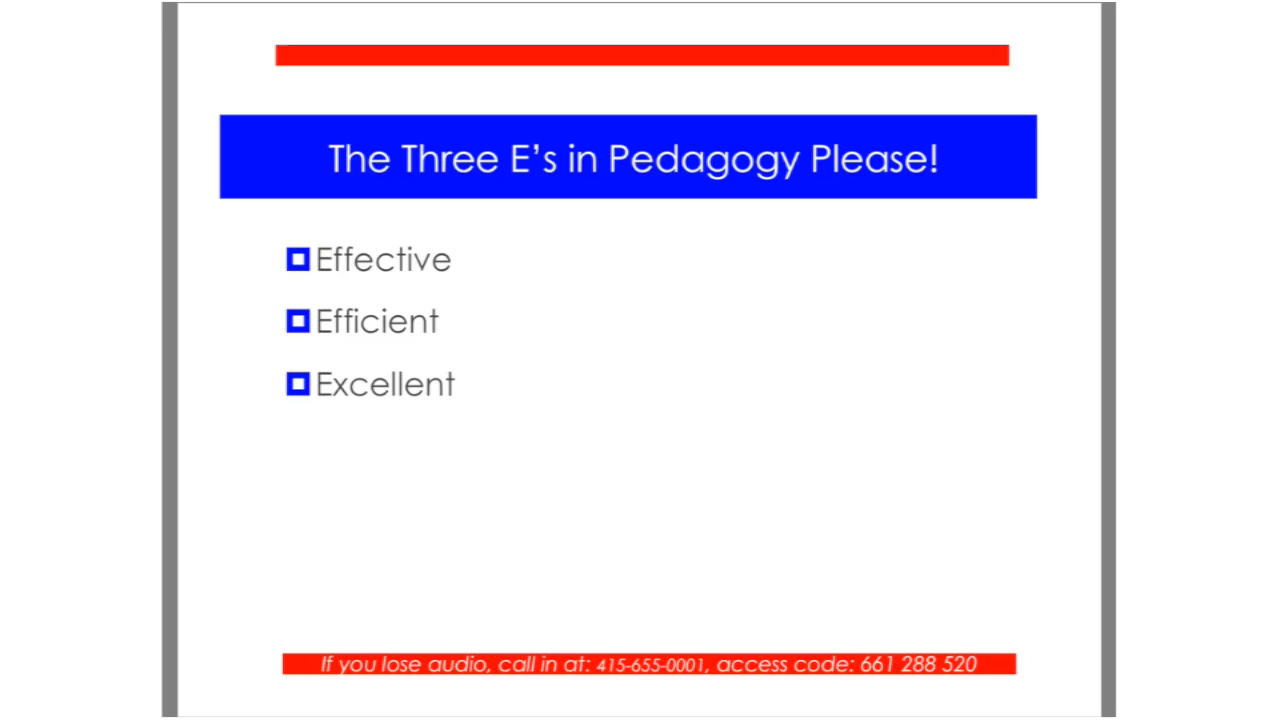 The Three E’s in Pedagogy Please!
Effective
Efficient
Excellent
If you lose audio, call in at: 415-655-0001, access code: 661 288 520